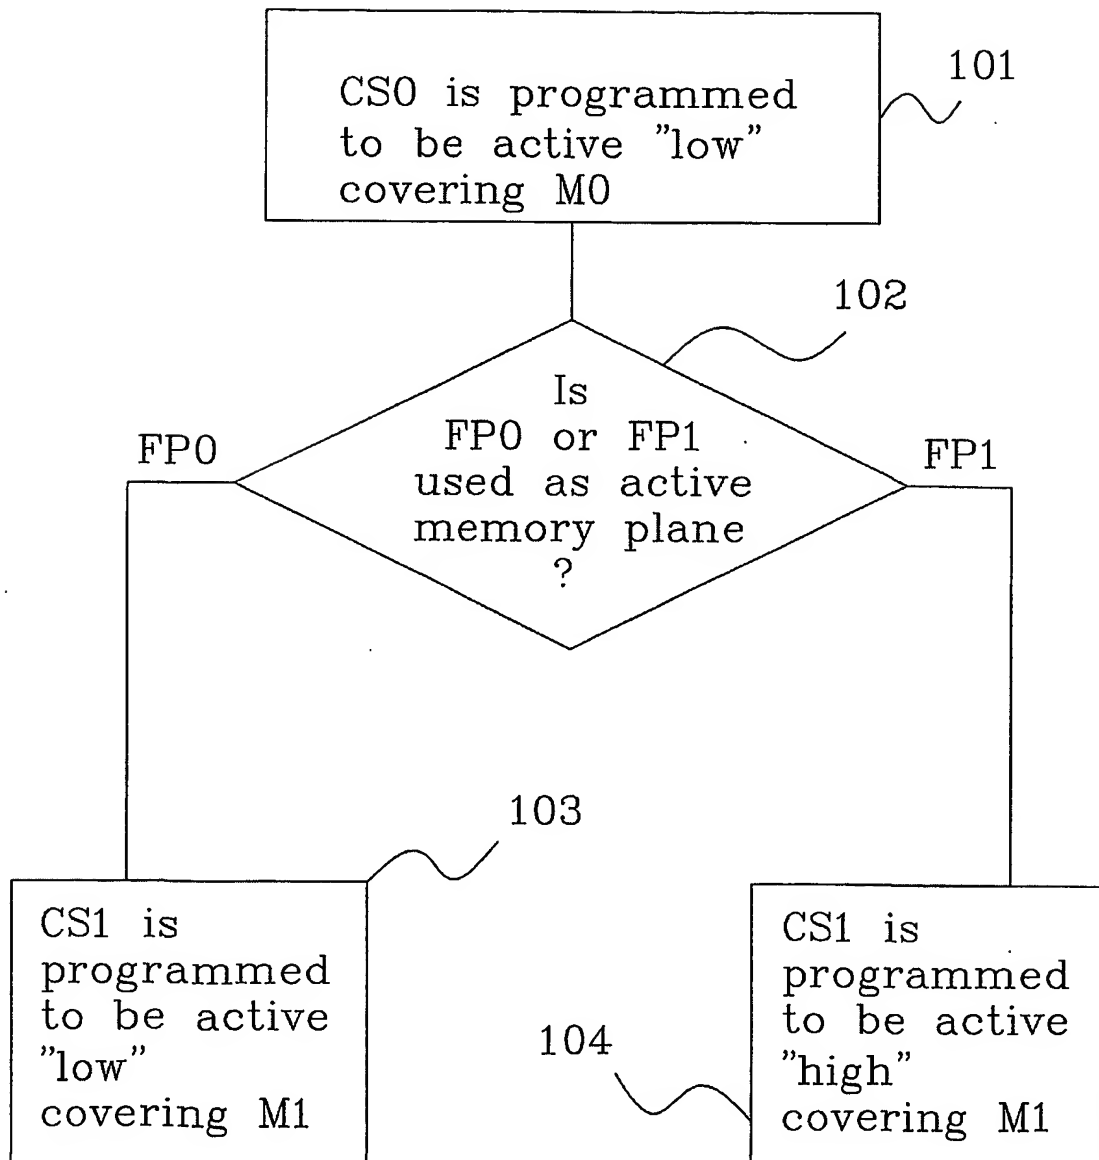 CS0 is programmed
to be active "low"
covering M0
101
102
Is
FP0 or FP1
used as active
memory plane
?
FP0
FP1
103
CS1 is
programmed
to be active
"low"
covering M1
104
CS1 is
programmed
to be active
"high"
covering M1